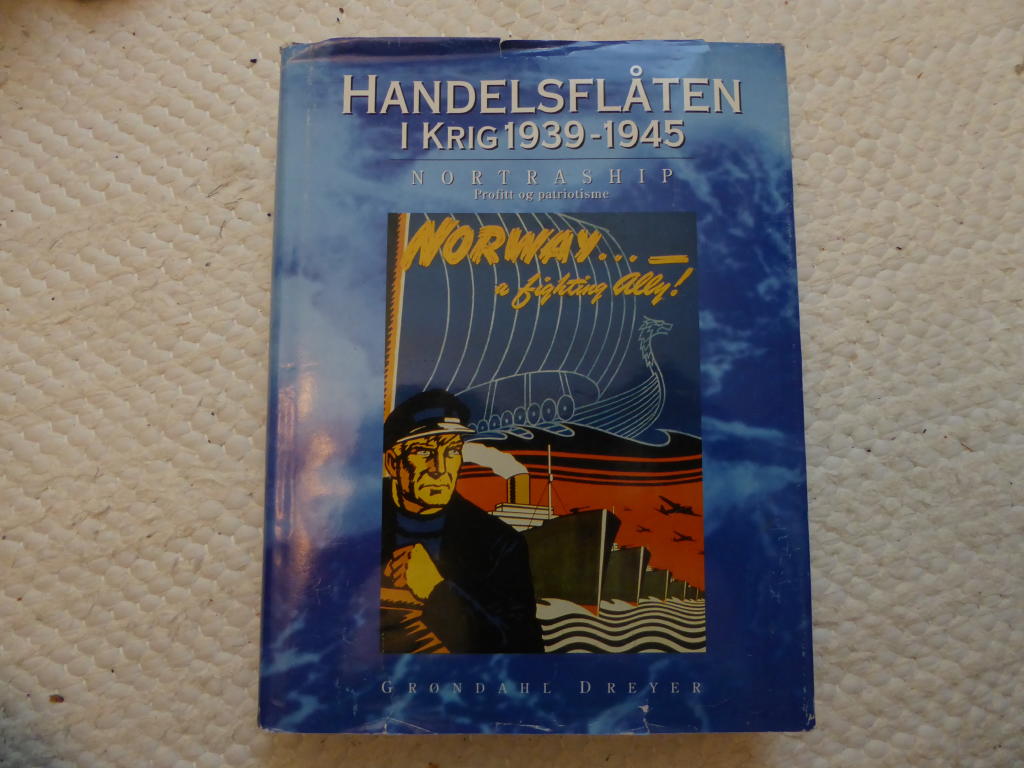 HANDELSFLÅTEN
I KRIG 1939-1945
NORTRASHIP
Profitt og patriotisme
NORWAY...—
a fighting Ally!
GRØNDAHL DREYER